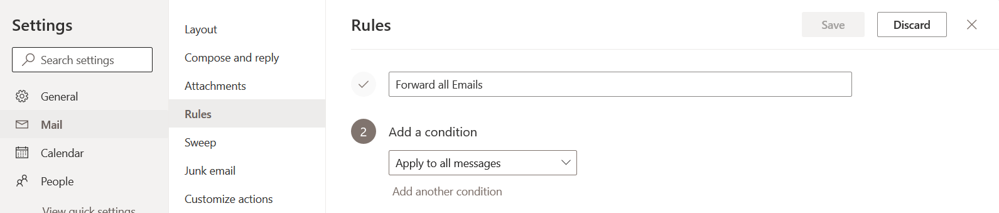 Settings
Search settings
General
Mail
Calendar
People
View quick settings
Layout
Compose and reply
Attachments
Rules
Sweep
Junk email
Customize actions
Rules
Save
Discard
Forward all Emails
2
Add a condition
Apply to all messages
Add another condition